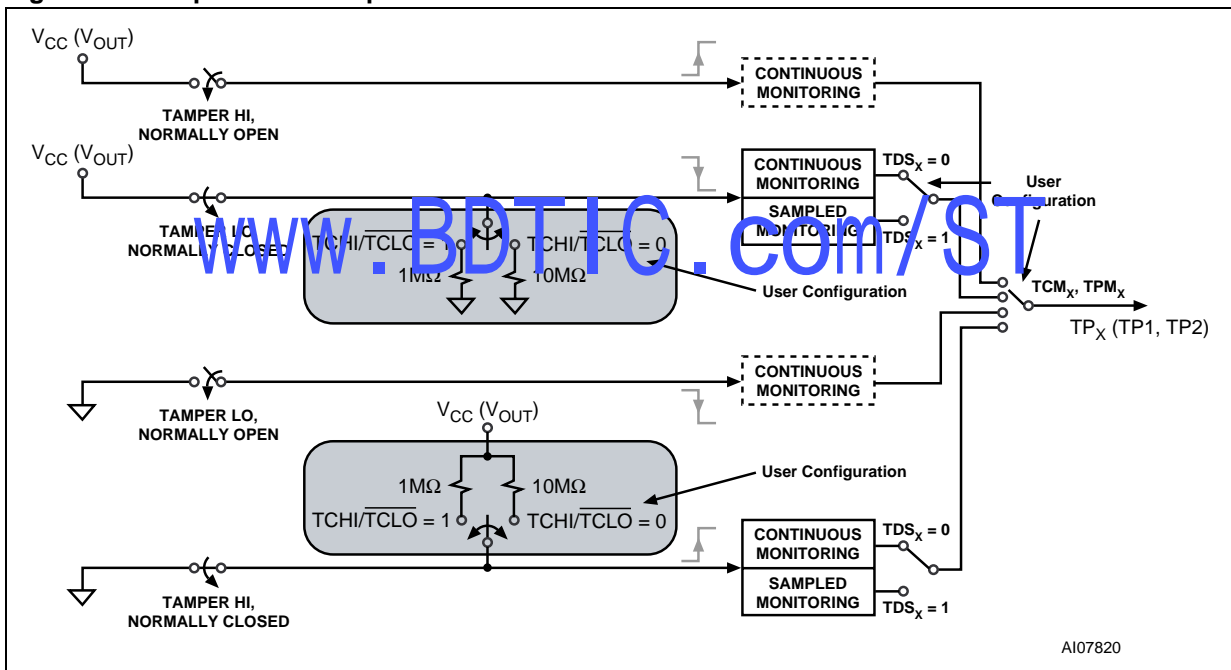 VCC (VOUT)
CONTINUOUS
MONITORING
TAMPER HI,
NORMALLY OPEN
VCC (VOUT)
CONTINUOUS
MONITORING
TDSX = 0
User
Configuration
SAMPLED
MONITORING
TDSX = 1
TAMPER LO,
NORMALLY CLOSED
www.BDTIC.com/ST
TCHI/TCLO = 1
TCHI/TCLO = 0
1MΩ
10MΩ
User Configuration
TCMX, TPMX
TPX (TP1, TP2)
CONTINUOUS
MONITORING
TAMPER LO,
NORMALLY OPEN
VCC (VOUT)
User Configuration
1MΩ
10MΩ
TCHI/TCLO = 1
TCHI/TCLO = 0
CONTINUOUS
MONITORING
TDSX = 0
SAMPLED
MONITORING
TDSX = 1
TAMPER HI,
NORMALLY CLOSED
AI07820